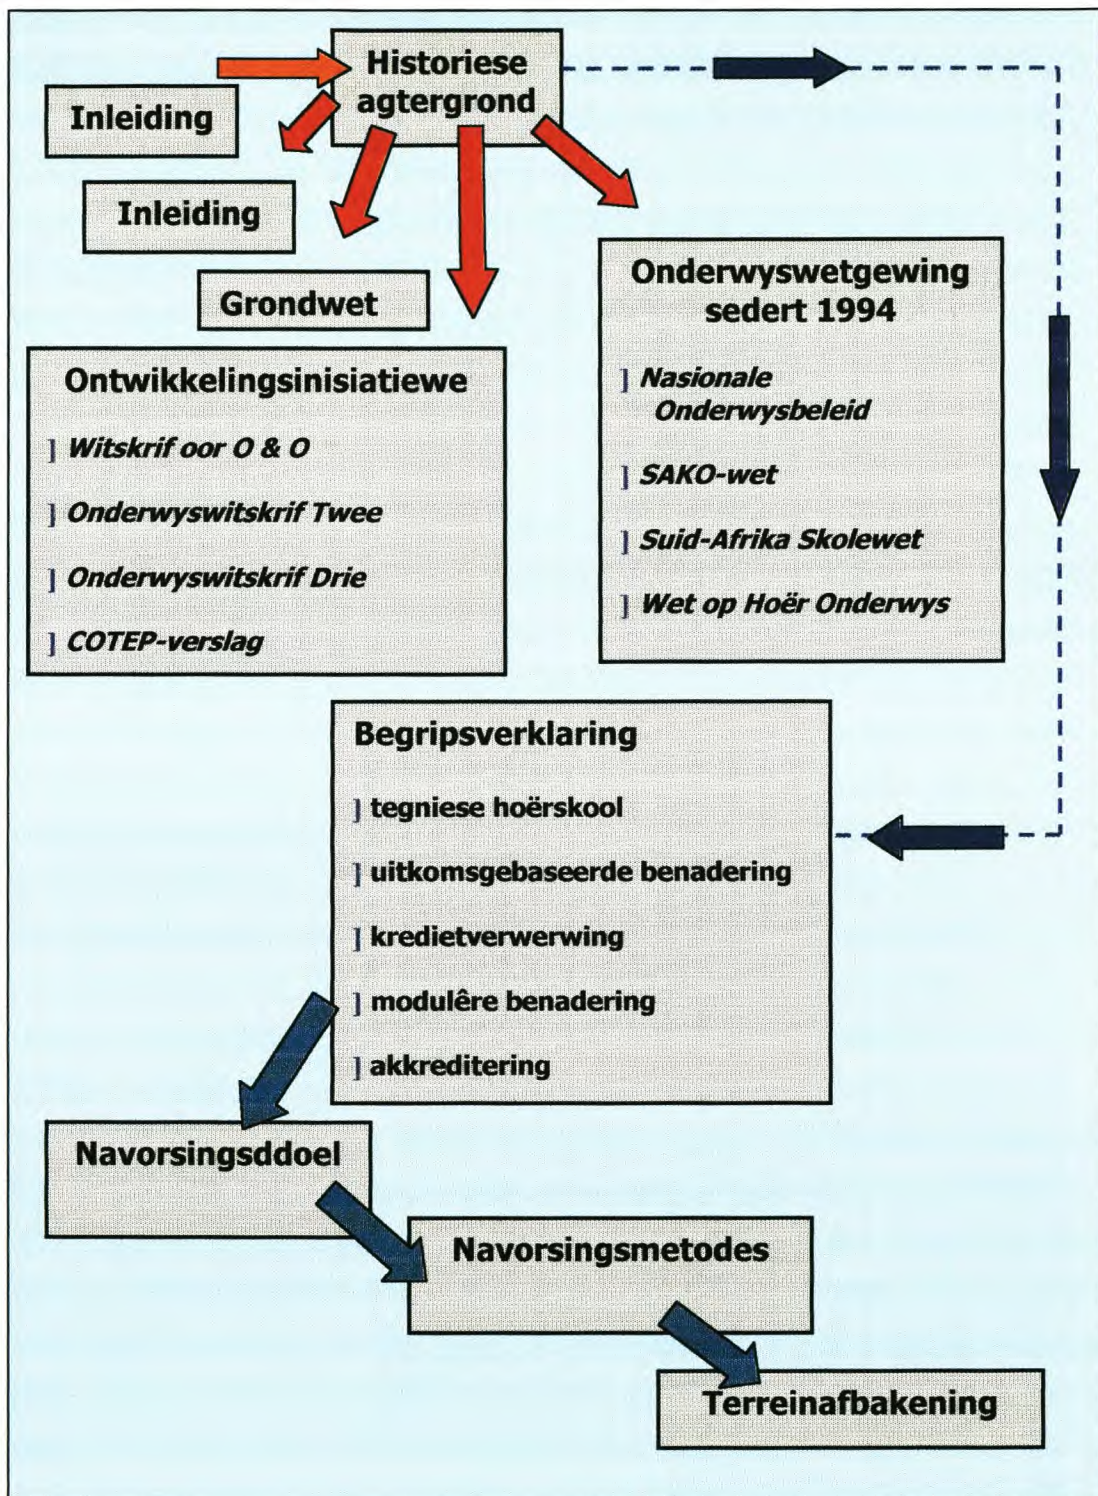 Historiese
agtergrond
Inleiding
Inleiding
Grondwet
Onderwyswetgewing
sedert 1994
] Nasionale
Onderwysbeleid
] SAKO-wet
] Suid-Afrika Skolewet
] Wet op Hoër Onderwys
Ontwikkelingsinisiatiewe
] Witskrif oor O & O
] Onderwyswitskrif Twee
] Onderwyswitskrif Drie
] COTEP-verslag
Begripsverklaring
] tegniese hoërskool
] uitkomsgebaseerde benadering
] kredietverwerwing
] modulêre benadering
] akkreditering
Navorsingsddoel
Navorsingsmetodes
Terreinafbakening